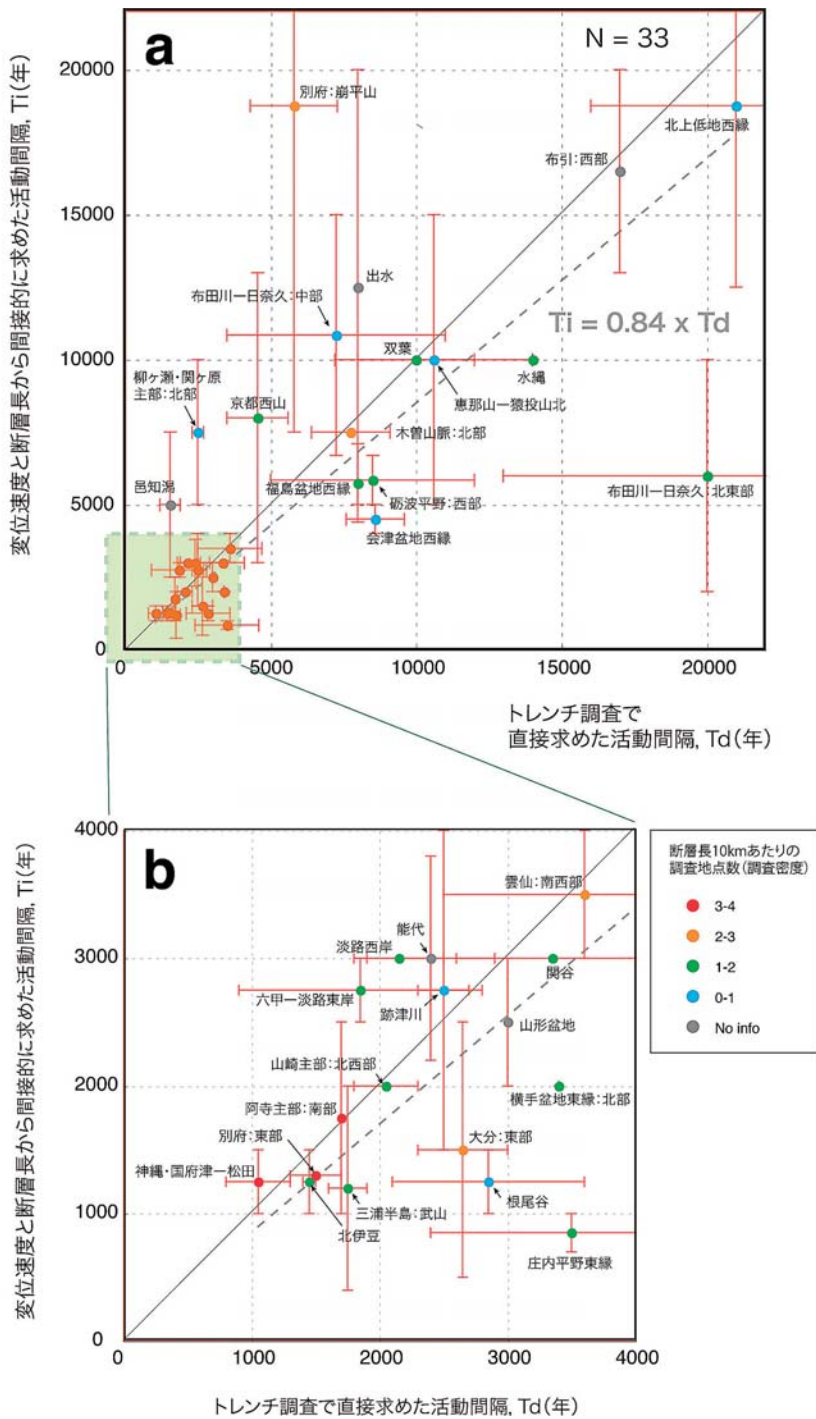 a
N = 33
変位速度と断層長から間接的に求めた活動間隔, Ti(年)
20000
15000
10000
5000
0
別府:崩平山
北上低地西縁
布引:西部
出水
布田川一日奈久:中部
Ti = 0.84 x Td
双葉
水縄
柳ヶ瀬・関ヶ原
主部:北部
京都西山
恵那山一猿投山北
木曽山脈:北部
邑知潟
福島盆地西縁
砺波平野:西部
布田川一日奈久:北東部
会津盆地西縁
0
5000
10000
15000
20000
トレンチ調査で
直接求めた活動間隔, Td(年)
b
変位速度と断層長から間接的に求めた活動間隔, Ti(年)
4000
3000
2000
1000
0
雲仙:南西部
能代
淡路西岸
関谷
六甲一淡路東岸
跡津川
山形盆地
山崎主部:北西部
横手盆地東縁:北部
阿寺主部:南部
大分:東部
別府:東部
神縄・国府津一松田
根尾谷
三浦半島:武山
北伊豆
庄内平野東縁
0
1000
2000
3000
4000
トレンチ調査で直接求めた活動間隔, Td(年)
断層長10kmあたりの
調査地点数(調査密度)
3-4
2-3
1-2
0-1
No info